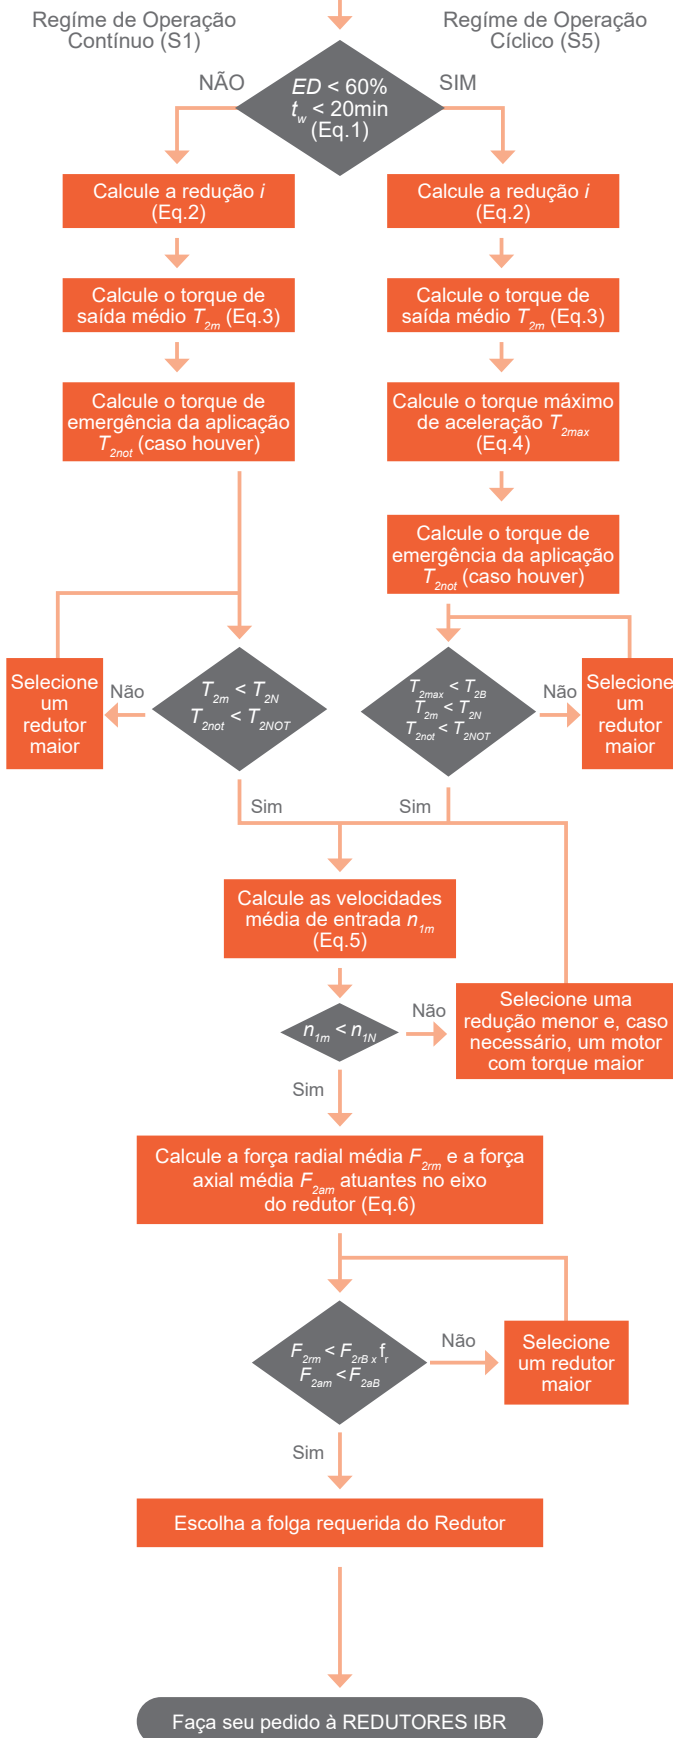 Regíme de Operação
Contínuo (S1)
Regíme de Operação
Cíclico (S5)
NÃO
SIM
ED < 60%
tw < 20min
(Eq.1)
Calcule a redução i
(Eq.2)
Calcule a redução i
(Eq.2)
Calcule o torque de
saída médio T2m (Eq.3)
Calcule o torque de
saída médio T2m (Eq.3)
Calcule o torque de
emergência da aplicação
T2not (caso houver)
Calcule o torque máximo
de aceleração T2max
(Eq.4)
Calcule o torque de
emergência da aplicação
T2not (caso houver)
Selecione
um
redutor
maior
Não
T2m < T2N
T2not < T2NOT
T2max < T2B
T2m < T2N
T2not < T2NOT
Não
Selecione
um
redutor
maior
Sim
Sim
Calcule as velocidades
média de entrada n1m
(Eq.5)
n1m < n1N
Não
Selecione uma
redução menor e, caso
necessário, um motor
com torque maior
Sim
Calcule a força radial média F2rm e a força
axial média F2am atuantes no eixo
do redutor (Eq.6)
F2rm < F2rB x fr
F2am < F2aB
Não
Selecione
um redutor
maior
Sim
Escolha a folga requerida do Redutor
Faça seu pedido à REDUTORES IBR